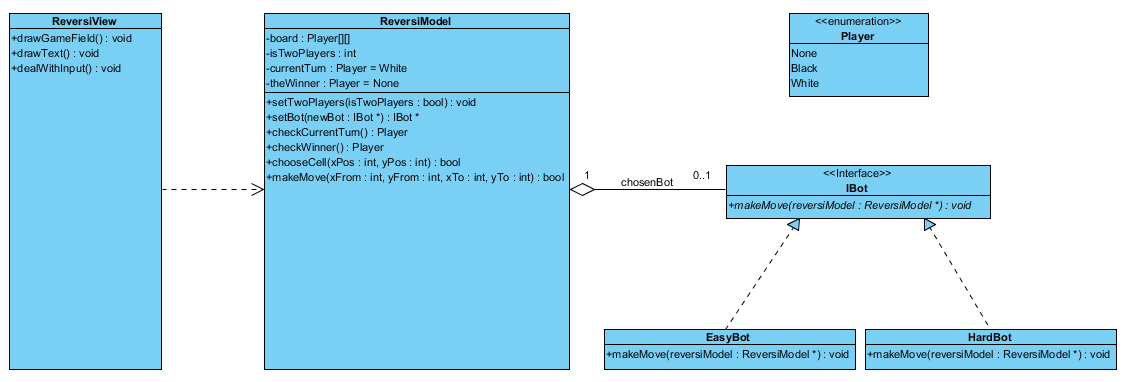 ReversiView
+drawGameField() : void
+drawText() : void
+dealWithInput() : void
ReversiModel
-board : Player[][]
-isTwoPlayers : int
-currentTurn : Player = White
-theWinner : Player = None
+setTwoPlayers(isTwoPlayers : bool) : void
+setBot(newBot : IBot *) : IBot *
+checkCurrentTurn() : Player
+checkWinner() : Player
+chooseCell(xPos : int, yPos : int) : bool
+makeMove(xFrom : int, yFrom : int, xTo : int, yTo : int) : bool
<<enumeration>>
Player
None
Black
White
1
chosenBot
0..1
<<Interface>>
IBot
+makeMove(reversiModel : ReversiModel *) : void
EasyBot
+makeMove(reversiModel : ReversiModel *) : void
HardBot
+makeMove(reversiModel : ReversiModel *) : void